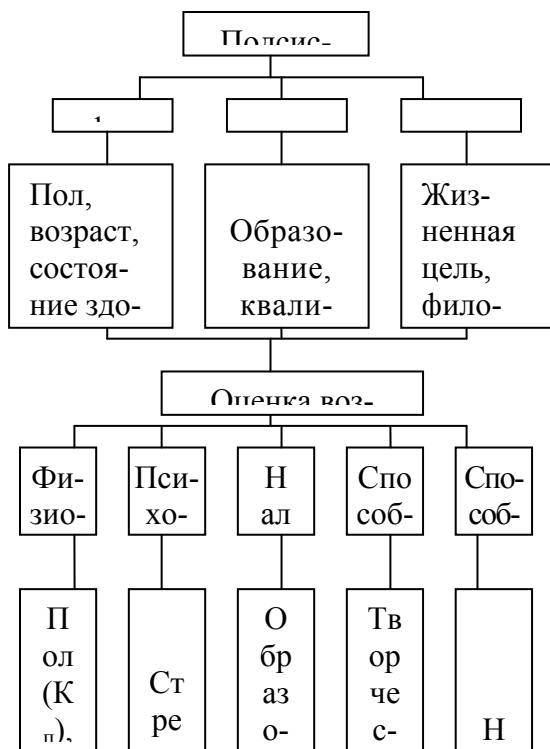 Подсис-
Пол,
возраст,
состоя-
ние здо-
Образо-
вание,
квали-
Жиз-
ненная
цель,
фило-
Оценка воз-
Фи-
зио-
Пси-
хо-
Н
ал
Спо
соб-
Спо-
соб-
П
ол
(К
п),
Ст
ре
О
бр
аз
о-
Тв
ор
че
с-
Н